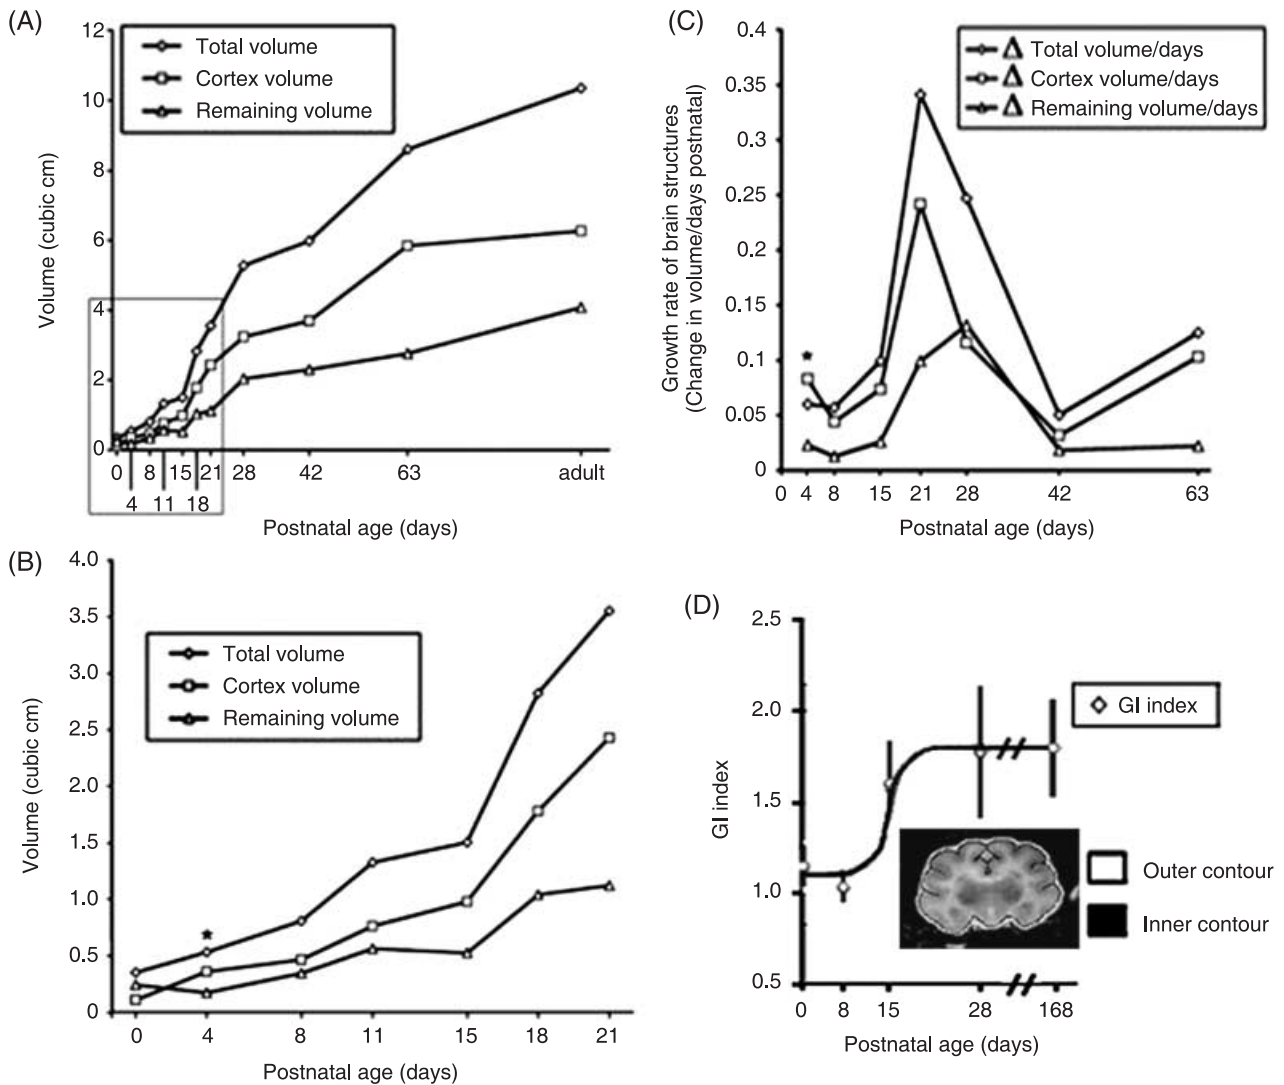 (A)
12
10
8
6
4
2
0
Volume (cubic cm)
Total volume
Cortex volume
Remaining volume
0 8 15 21 28 42 63 adult
4 11 18
Postnatal age (days)
(B)
4.0
3.5
3.0
2.5
2.0
1.5
1.0
0.5
0
Volume (cubic cm)
Total volume
Cortex volume
Remaining volume
*
0 4 8 11 15 18 21
Postnatal age (days)
(C)
0.4
0.35
0.3
0.25
0.2
0.15
0.1
0.05
0
Growth rate of brain structures
(Change in volume/days postnatal)
Δ Total volume/days
Δ Cortex volume/days
Δ Remaining volume/days
*
0 4 8 15 21 28 42 63
Postnatal age (days)
(D)
2.5
2.0
1.5
1.0
0.5
GI index
GI index
Outer contour
Inner contour
0 8 15 28 168
Postnatal age (days)